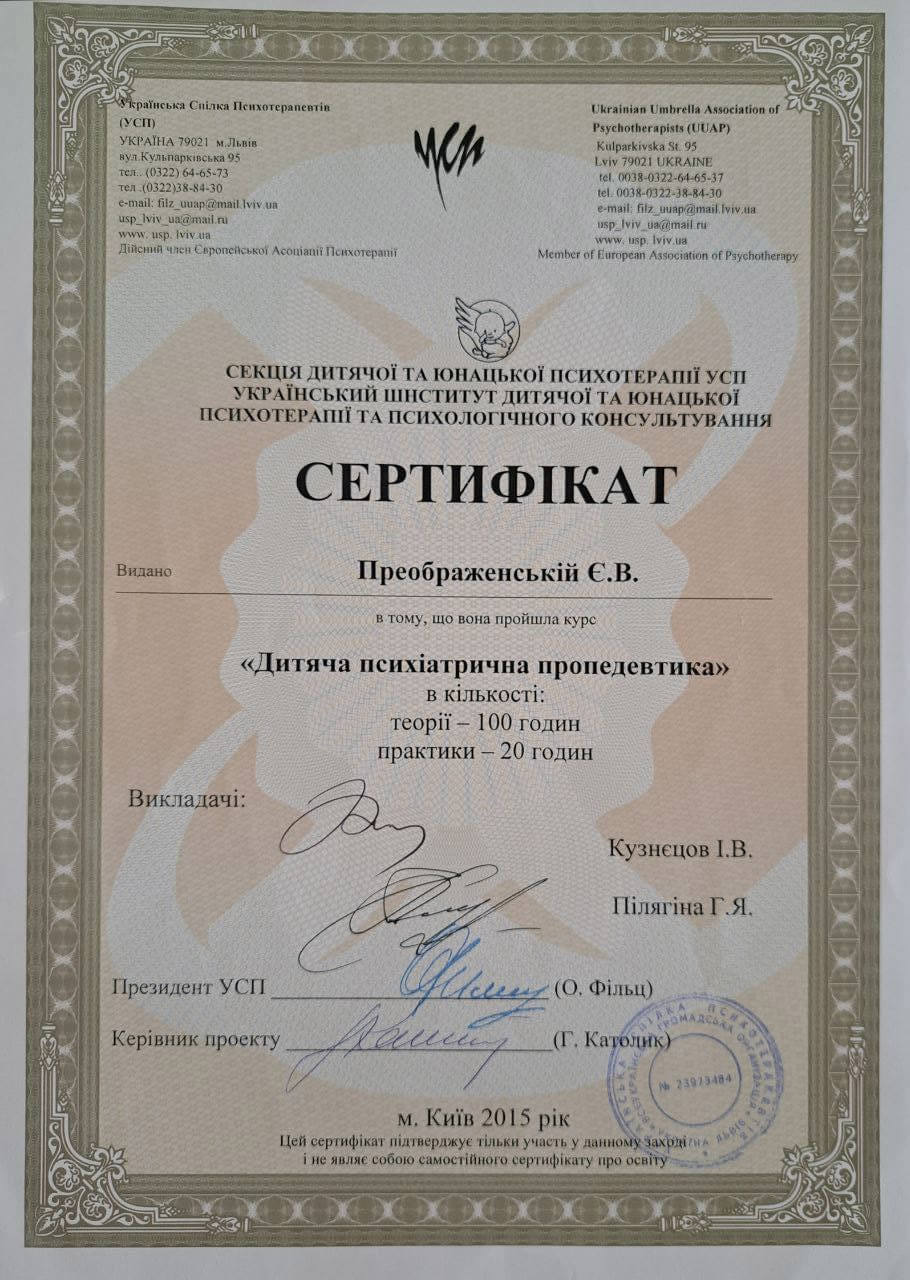 Українська Спілка Психотерапевтів
(УСП)
УКРАЇНА 79021 м.Львів
вул.Кульпарківська 95
тел.. (0322) 64-65-73
тел .(0322)38-84-30
e-mail: filz_uuap@mail.lviv.ua
usp_lviv_ua@mail.ru
www. usp. lviv.ua
Дійсний член Європейської Асоціації Психотерапії
усп
Ukrainian Umbrella Association of
Psychotherapists (UUAP)
Kulparkivska St. 95
Lviv 79021 UKRAINE
tel. 0038-0322-64-65-37
tel. 0038-0322-38-84-30
e-mail: filz_uuap@mail.lviv.ua
usp_lviv_ua@mail.ru
www. usp. lviv.ua
Member of European Association of Psychotherapy
СЕКЦІЯ ДИТЯЧОЇ ТА ЮНАЦЬКОЇ ПСИХОТЕРАПІЇ УСП
УКРАЇНСЬКИЙ ШНСТИТУТ ДИТЯЧОЇ ТА ЮНАЦЬКОЇ
ПСИХОТЕРАПІЇ ТА ПСИХОЛОГІЧНОГО КОНСУЛЬТУВАННЯ
СЕРТИФІКАТ
Видано Преображенській Є.В.
в тому, що вона пройшла курс
«Дитяча психіатрична пропедевтика»
в кількості:
теорії – 100 годин
практики – 20 годин
Викладачі:
Кузнєцов І.В.
Пілягіна Г.Я.
Президент УСП (О. Фільц)
Керівник проекту (Г. Католик)
№ 23973484
м. Київ 2015 рік
Цей сертифікат підтверджує тільки участь у даному заході
і не являє собою самостійного сертифікату про освіту